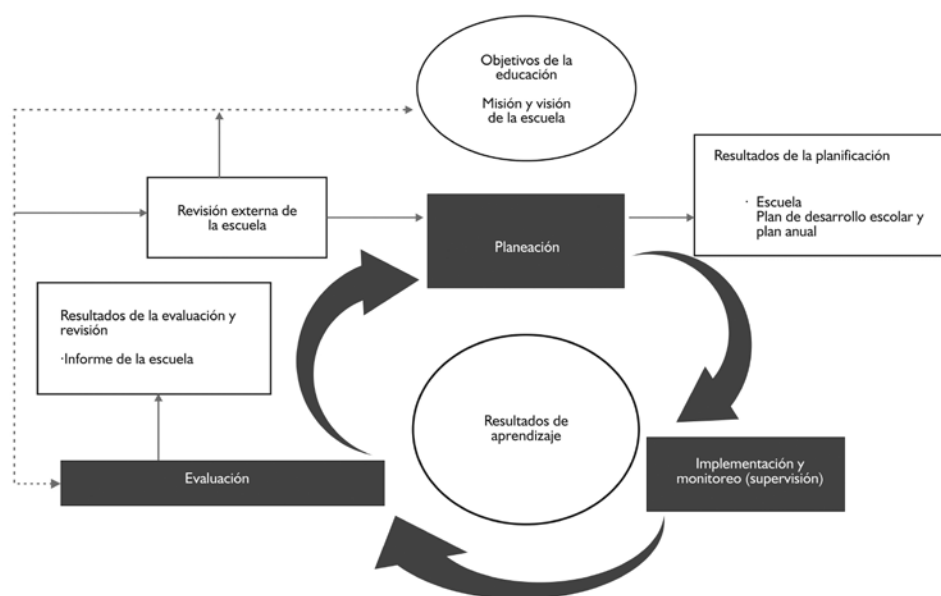 Objetivos de la
educación
Misión y visión
de la escuela
Resultados de la planificación
· Escuela
Plan de desarrollo escolar y
plan anual
Revisión externa de
la escuela
Planeación
Resultados de la evaluación y
revisión
·Informe de la escuela
Resultados de
aprendizaje
Implementación y
monitoreo (supervisión)
Evaluación